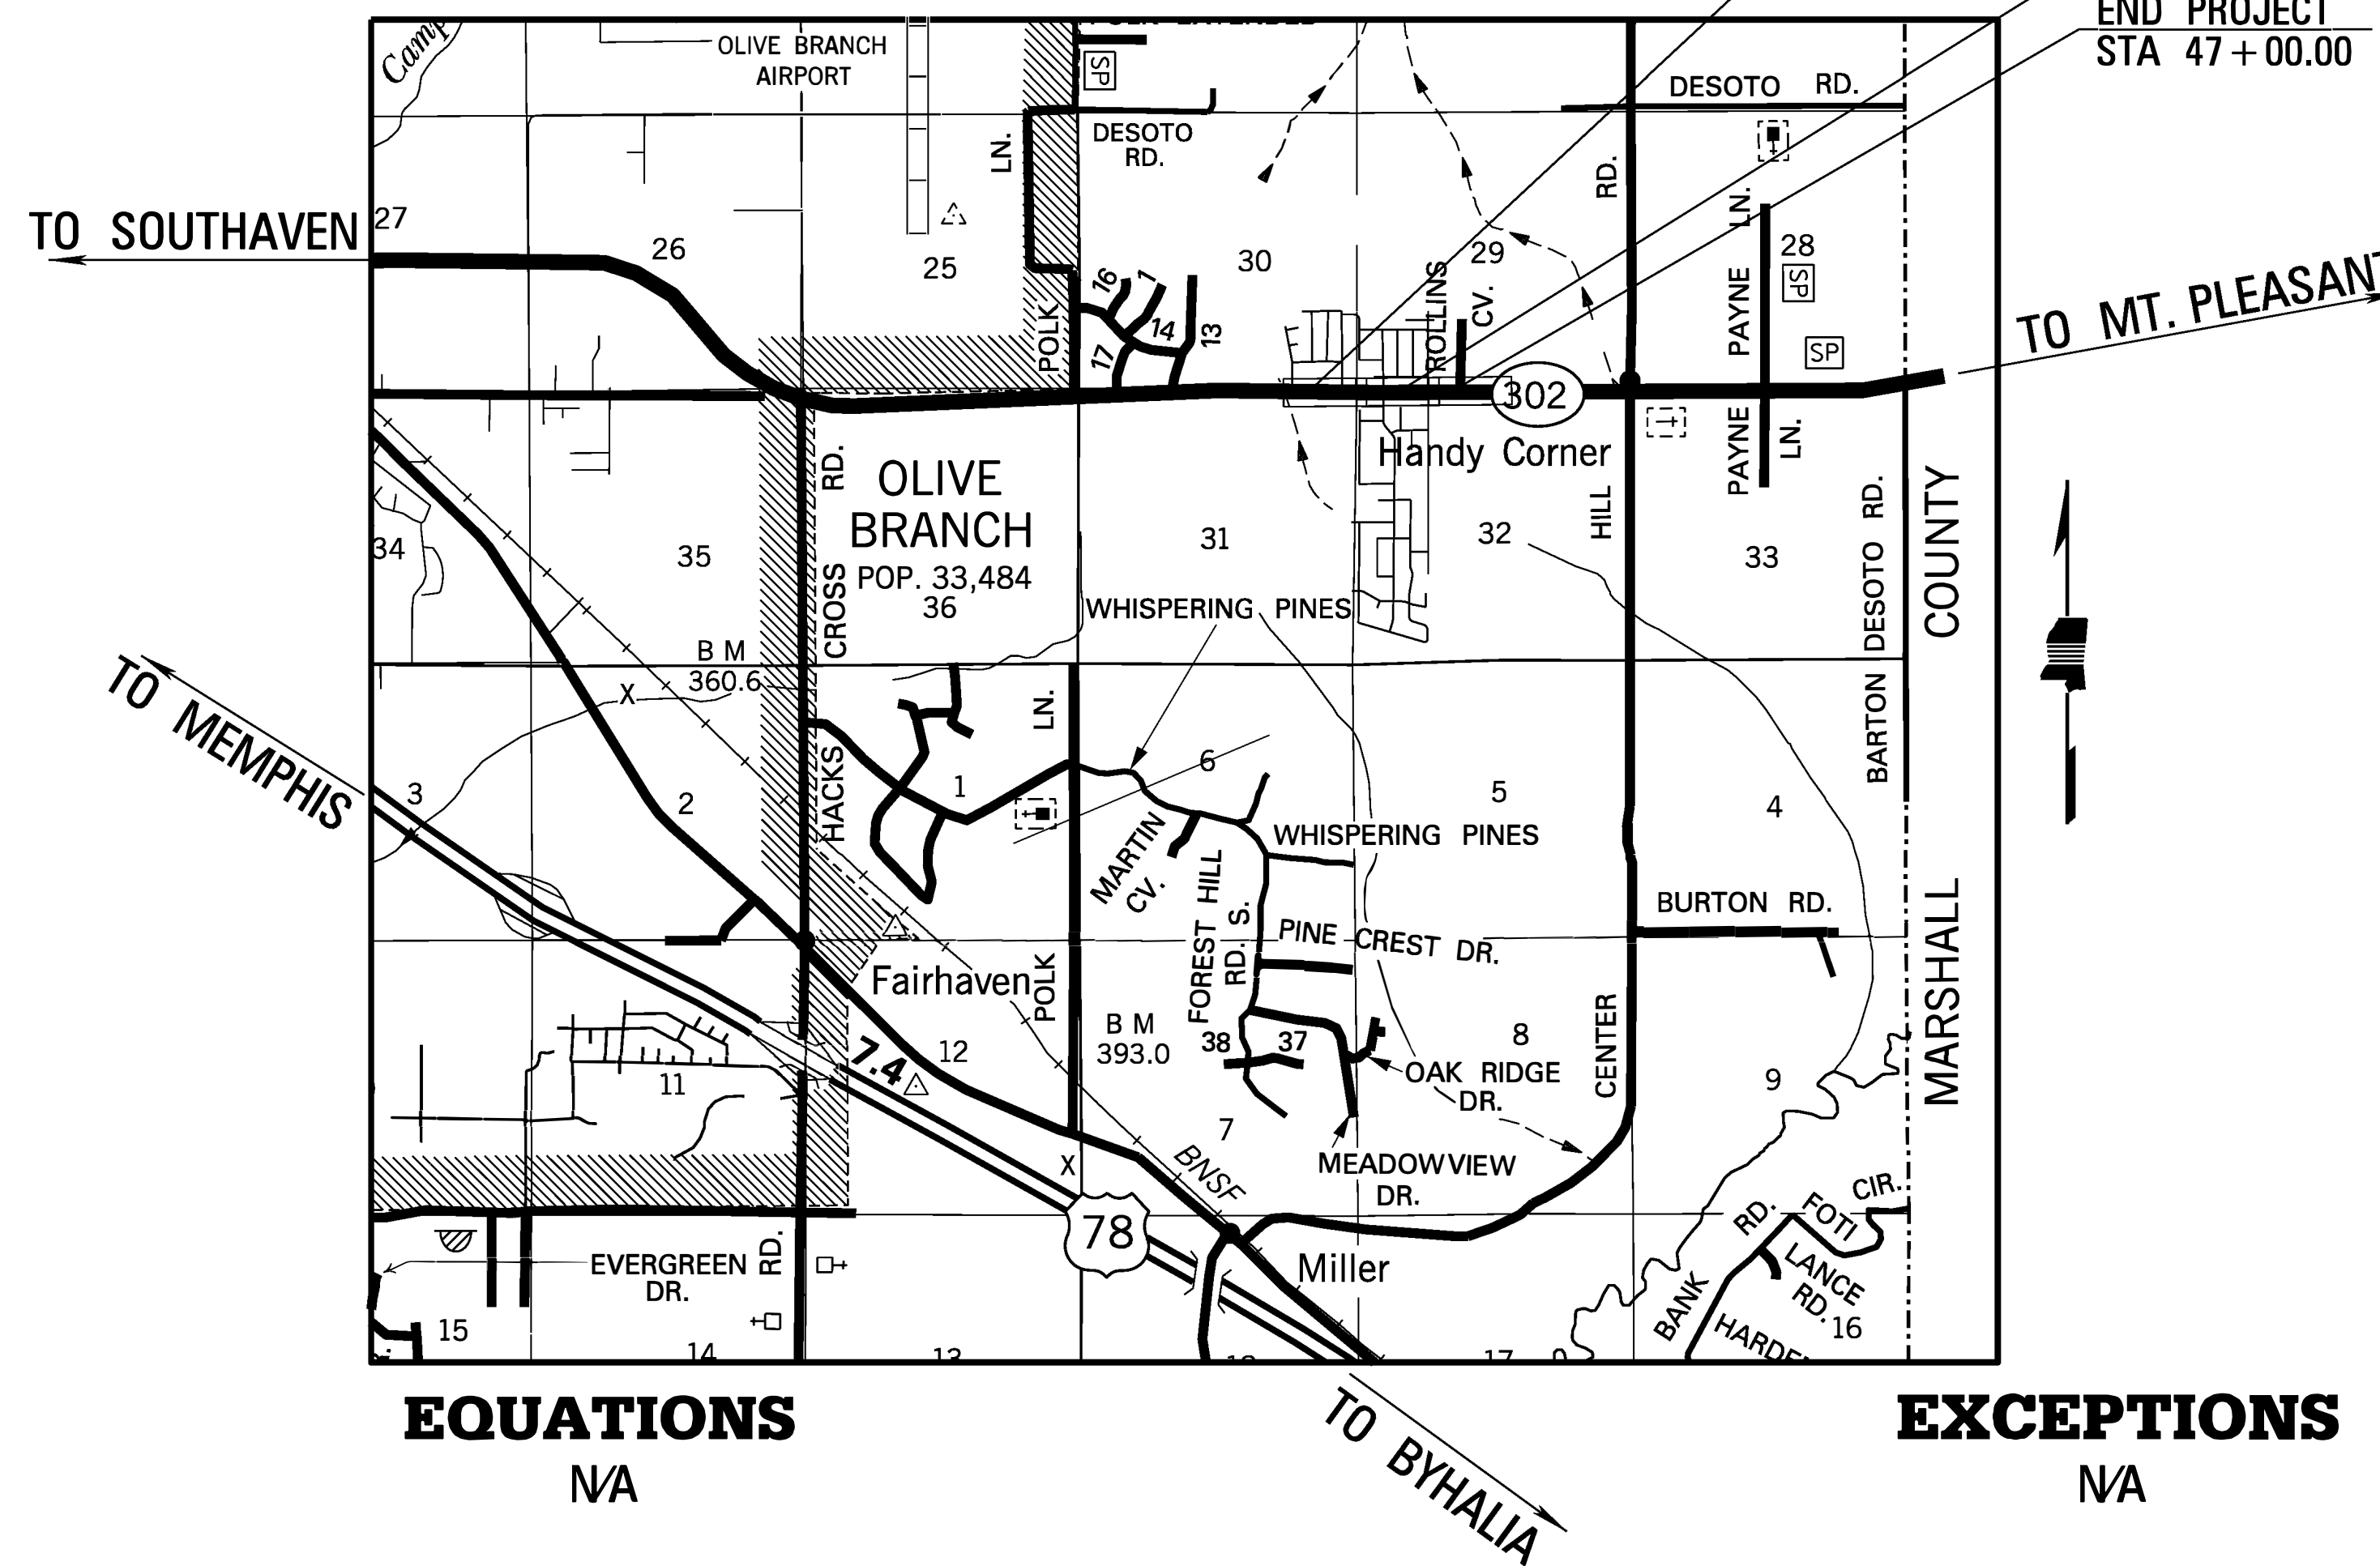 END PROJECT
STA 47+00.00
Camp
OLIVE BRANCH
AIRPORT
SP
DESOTO RD.
DESOTO
RD.
LN.
RD.
27
TO SOUTHAVEN
26
25
30
29
28
PAYNE LN.
SP
SP
TO MT. PLEASANT
POLK
16
1
14
13
17
ROLLINS
CV.
302
Handy Corner
PAYNE
LN.
RD.
OLIVE
BRANCH
POP. 33,484
36
34
35
31
32
HILL
33
BARTON DESOTO RD.
COUNTY
CROSS
WHISPERING PINES
B M
360.6
X
TO MEMPHIS
HACKS
LN.
3
2
1
6
5
4
MARTIN
CV.
WHISPERING PINES
FOREST HILL
RD. S.
BURTON RD.
PINE CREST DR.
MARSHALL
Fairhaven
POLK
B M
393.0
38
37
8
CENTER
7.4
12
11
OAK RIDGE
DR.
9
7
X
BNSF
MEADOWVIEW
DR.
78
Miller
EVERGREEN
DR.
RD.
BANK
RD.
FOTI
CIR.
LANCE
RD.
15
14
13
17
16
EQUATIONS
N/A
TO BYHALIA
EXCEPTIONS
N/A